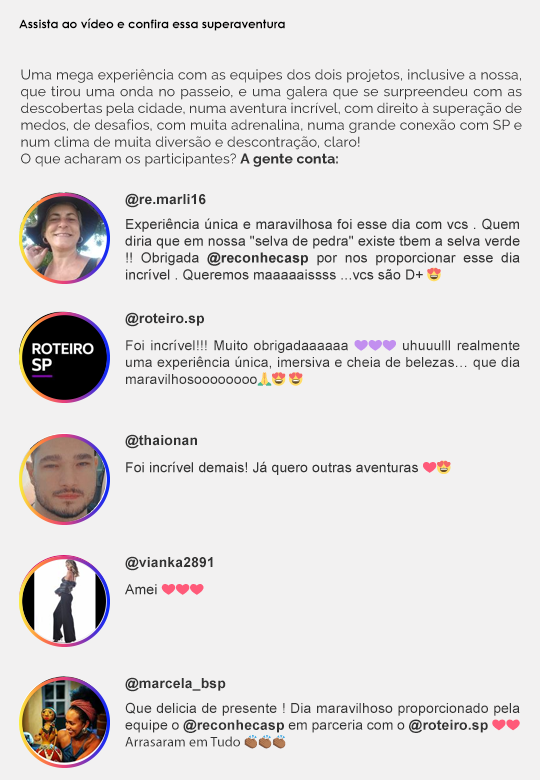 Assista ao vídeo e confira essa superaventura
Uma mega experiência com as equipes dos dois projetos, inclusive a nossa,
que tirou uma onda no passeio, e uma galera que se surpreendeu com as
descobertas pela cidade, numa aventura incrível, com direito à superação de
medos, de desafios, com muita adrenalina, numa grande conexão com SP e
num clima de muita diversão e descontração, claro!
O que acharam os participantes? A gente conta:
@re.marli16
Experiência única e maravilhosa foi esse dia com vcs . Quem
diria que em nossa "selva de pedra" existe tbem a selva verde
!! Obrigada @reconhecasp por nos proporcionar esse dia
incrível . Queremos maaaaaissss ...vcs são D+ 😍
ROTEIRO
SP
@roteiro.sp
Foi incrível!!! Muito obrigadaaaaaa 💜💜💜 uhuuulll realmente
uma experiência única, imersiva e cheia de belezas… que dia
maravilhosoooooooo🙏😍😍
@thaionan
Foi incrível demais! Já quero outras aventuras ❤️😍
@vianka2891
Amei ❤️❤️❤️
@marcela_bsp
Que delicia de presente ! Dia maravilhoso proporcionado pela
equipe o @reconhecasp em parceria com o @roteiro.sp ❤️❤️
Arrasaram em Tudo 👏🏾👏🏾👏🏾